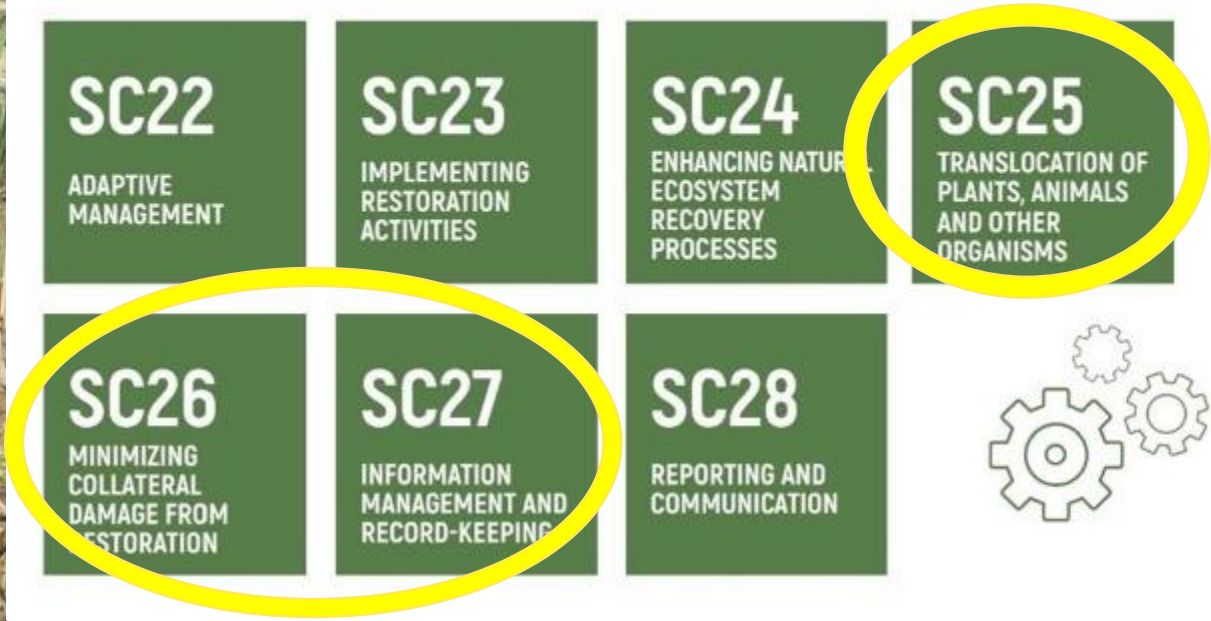 SC22
ADAPTIVE
MANAGEMENT
SC23
IMPLEMENTING
RESTORATION
ACTIVITIES
SC24
ENHANCING NATURAL
ECOSYSTEM
RECOVERY
PROCESSES
SC25
TRANSLOCATION OF
PLANTS, ANIMALS
AND OTHER
ORGANISMS
SC26
MINIMIZING
COLLATERAL
DAMAGE FROM
RESTORATION
SC27
INFORMATION
MANAGEMENT AND
RECORD-KEEPING
SC28
REPORTING AND
COMMUNICATION